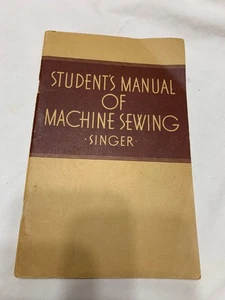 STUDENT'S MANUAL
OF
MACHINE SEWING
·SINGER·